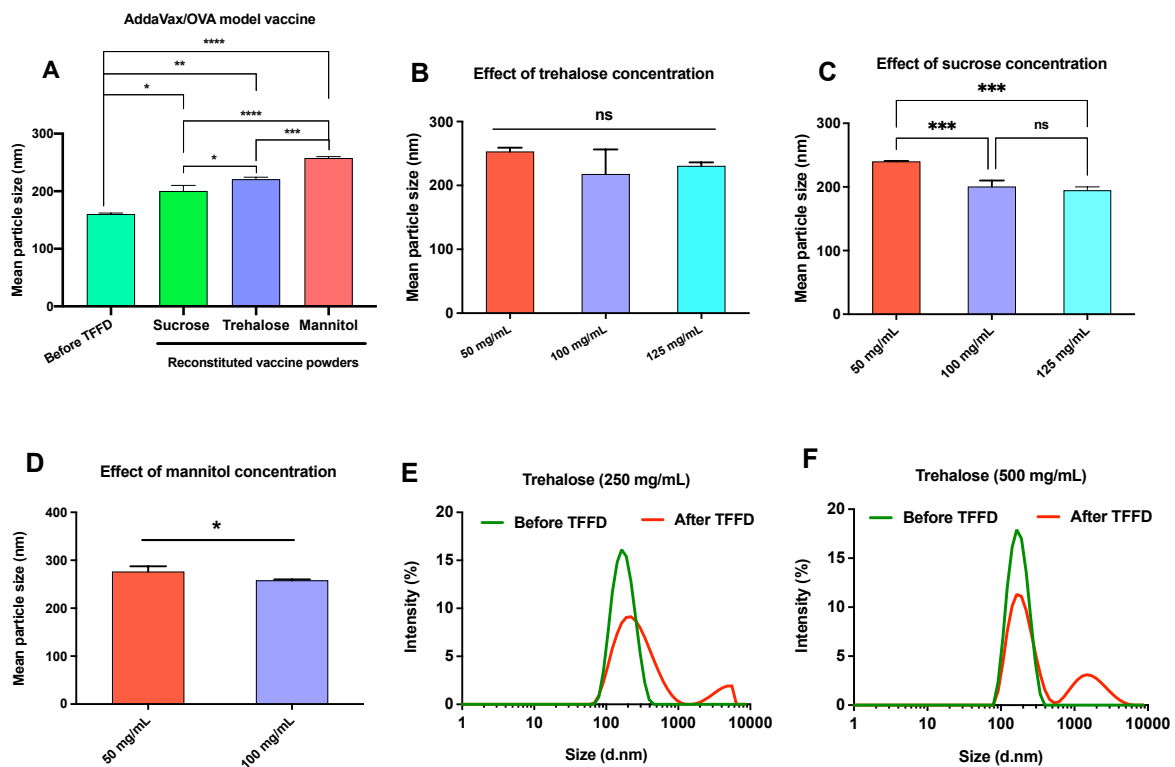 AddaVax/OVA model vaccine
A
****
**
*
****
***
*
Mean particle size (nm)
300
200
100
0
Before TFFD
Sucrose
Trehalose
Mannitol
Reconstituted vaccine powders
B
Effect of trehalose concentration
ns
Mean particle size (nm)
300
200
100
0
50 mg/mL
100 mg/mL
125 mg/mL
C
Effect of sucrose concentration
***
***
ns
Mean particle size (nm)
300
200
100
0
50 mg/mL
100 mg/mL
125 mg/mL
D
Effect of mannitol concentration
*
Mean particle size (nm)
400
300
200
100
0
50 mg/mL
100 mg/mL
E
Trehalose (250 mg/mL)
Before TFFD
After TFFD
Intensity (%)
20
15
10
5
0
1
10
100
1000
10000
Size (d.nm)
F
Trehalose (500 mg/mL)
Before TFFD
After TFFD
Intensity (%)
20
15
10
5
0
1
10
100
1000
10000
Size (d.nm)